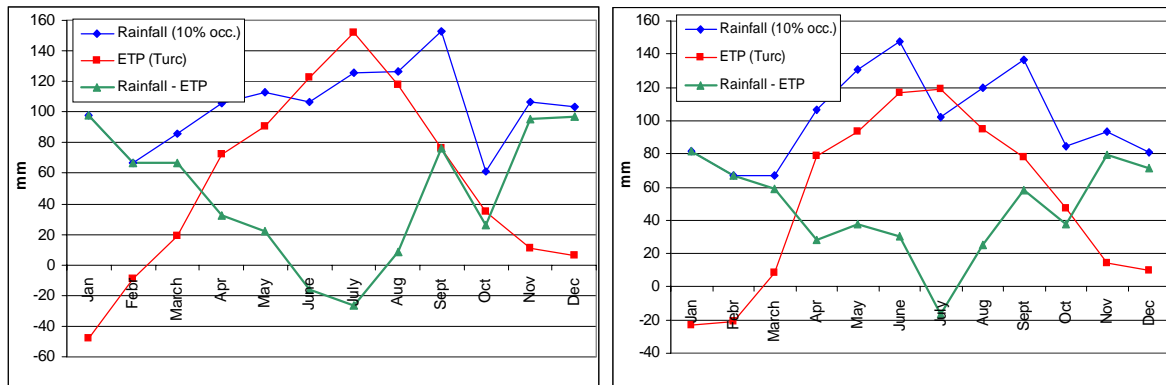 160
140
120
100
80
60
40
20
0
-20
-40
-60
mm
Rainfall (10% occ.)
ETP (Turc)
Rainfall - ETP
Jan
Febr
March
Apr
May
June
July
Aug
Sept
Oct
Nov
Dec
160
140
120
100
80
60
40
20
0
-20
-40
mm
Rainfall (10% occ.)
ETP (Turc)
Rainfall - ETP
Jan
Febr
March
Apr
May
June
July
Aug
Sept
Oct
Nov
Dec